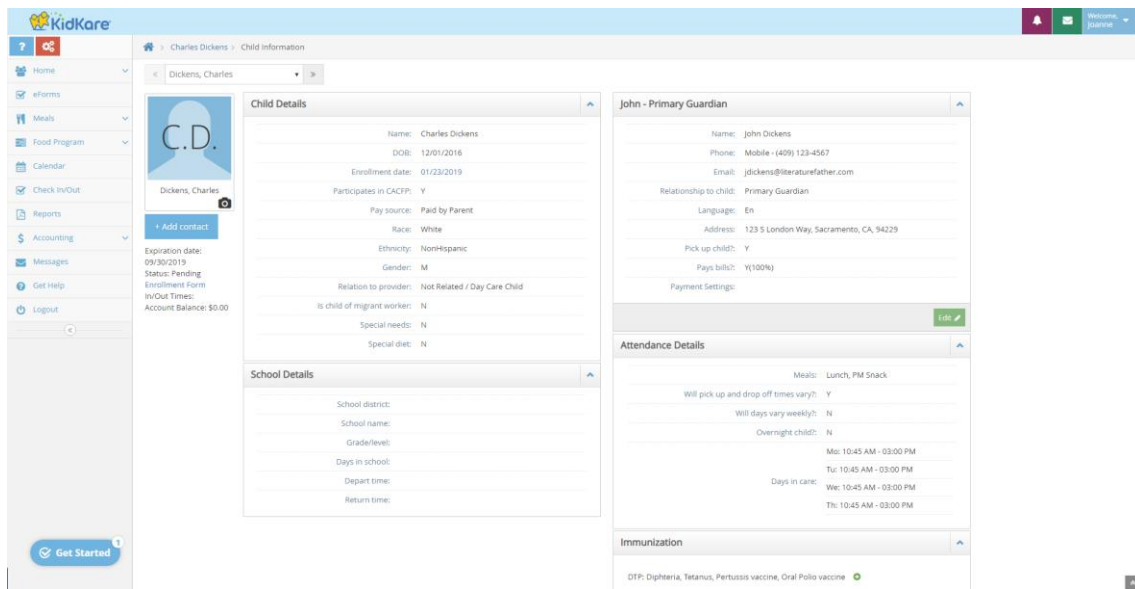 KidKare
Welcome,
Joanne
?
Home > Charles Dickens > Child Information
Home
eForms
Meals
Food Program
Calendar
Check In/Out
Reports
$ Accounting
Messages
Get Help
Logout
Get Started
1
< Dickens, Charles >>
C.D.
Dickens, Charles
+ Add contact
Expiration date:
09/30/2019
Status: Pending
Enrollment Form
In/Out Times:
Account Balance: $0.00
Child Details
Name: Charles Dickens
DOB: 12/01/2016
Enrollment date: 01/23/2019
Participates in CACFP: Y
Pay source: Paid by Parent
Race: White
Ethnicity: NonHispanic
Gender: M
Relation to provider: Not Related / Day Care Child
Is child of migrant worker: N
Special needs: N
Special diet: N
School Details
School district:
School name:
Grade/level:
Days in school:
Depart time:
Return time:
John - Primary Guardian
Name: John Dickens
Phone: Mobile - (409) 123-4567
Email: jdickens@literaturefather.com
Relationship to child: Primary Guardian
Language: En
Address: 123 S London Way, Sacramento, CA, 94229
Pick up child?: Y
Pays bills?: Y(100%)
Payment Settings:
Edit
Attendance Details
Meals: Lunch, PM Snack
Will pick up and drop off times vary?: Y
Will days vary weekly?: N
Overnight child?: N
Days in care:
Mo: 10:45 AM - 03:00 PM
Tu: 10:45 AM - 03:00 PM
We: 10:45 AM - 03:00 PM
Th: 10:45 AM - 03:00 PM
Immunization
DTP: Diphteria, Tetanus, Pertussis vaccine, Oral Polio vaccine